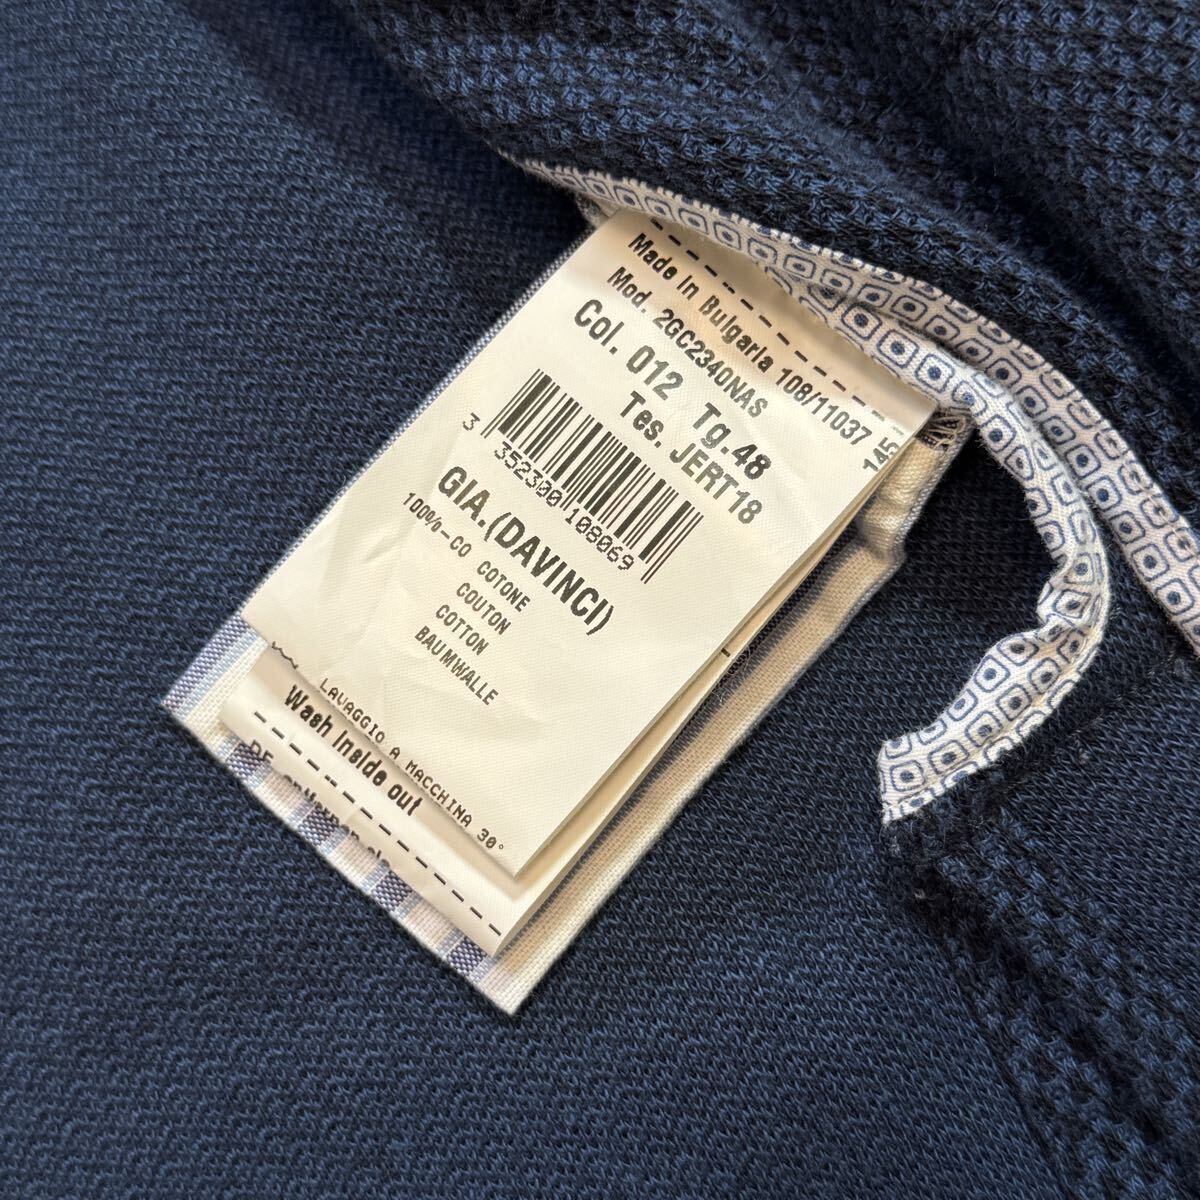 Made in Bulgaria 108/11037 145
Mod. 2GC2340NAS
Col. 012 Tg.48
Tes. JERT18
3 352300 108069
GIA.(DAVINCI)
100%-CO COTONE
COUTON
COTTON
BAUMWALLE
LAVAGGIO A MACCHINA 30°
Wash inside out